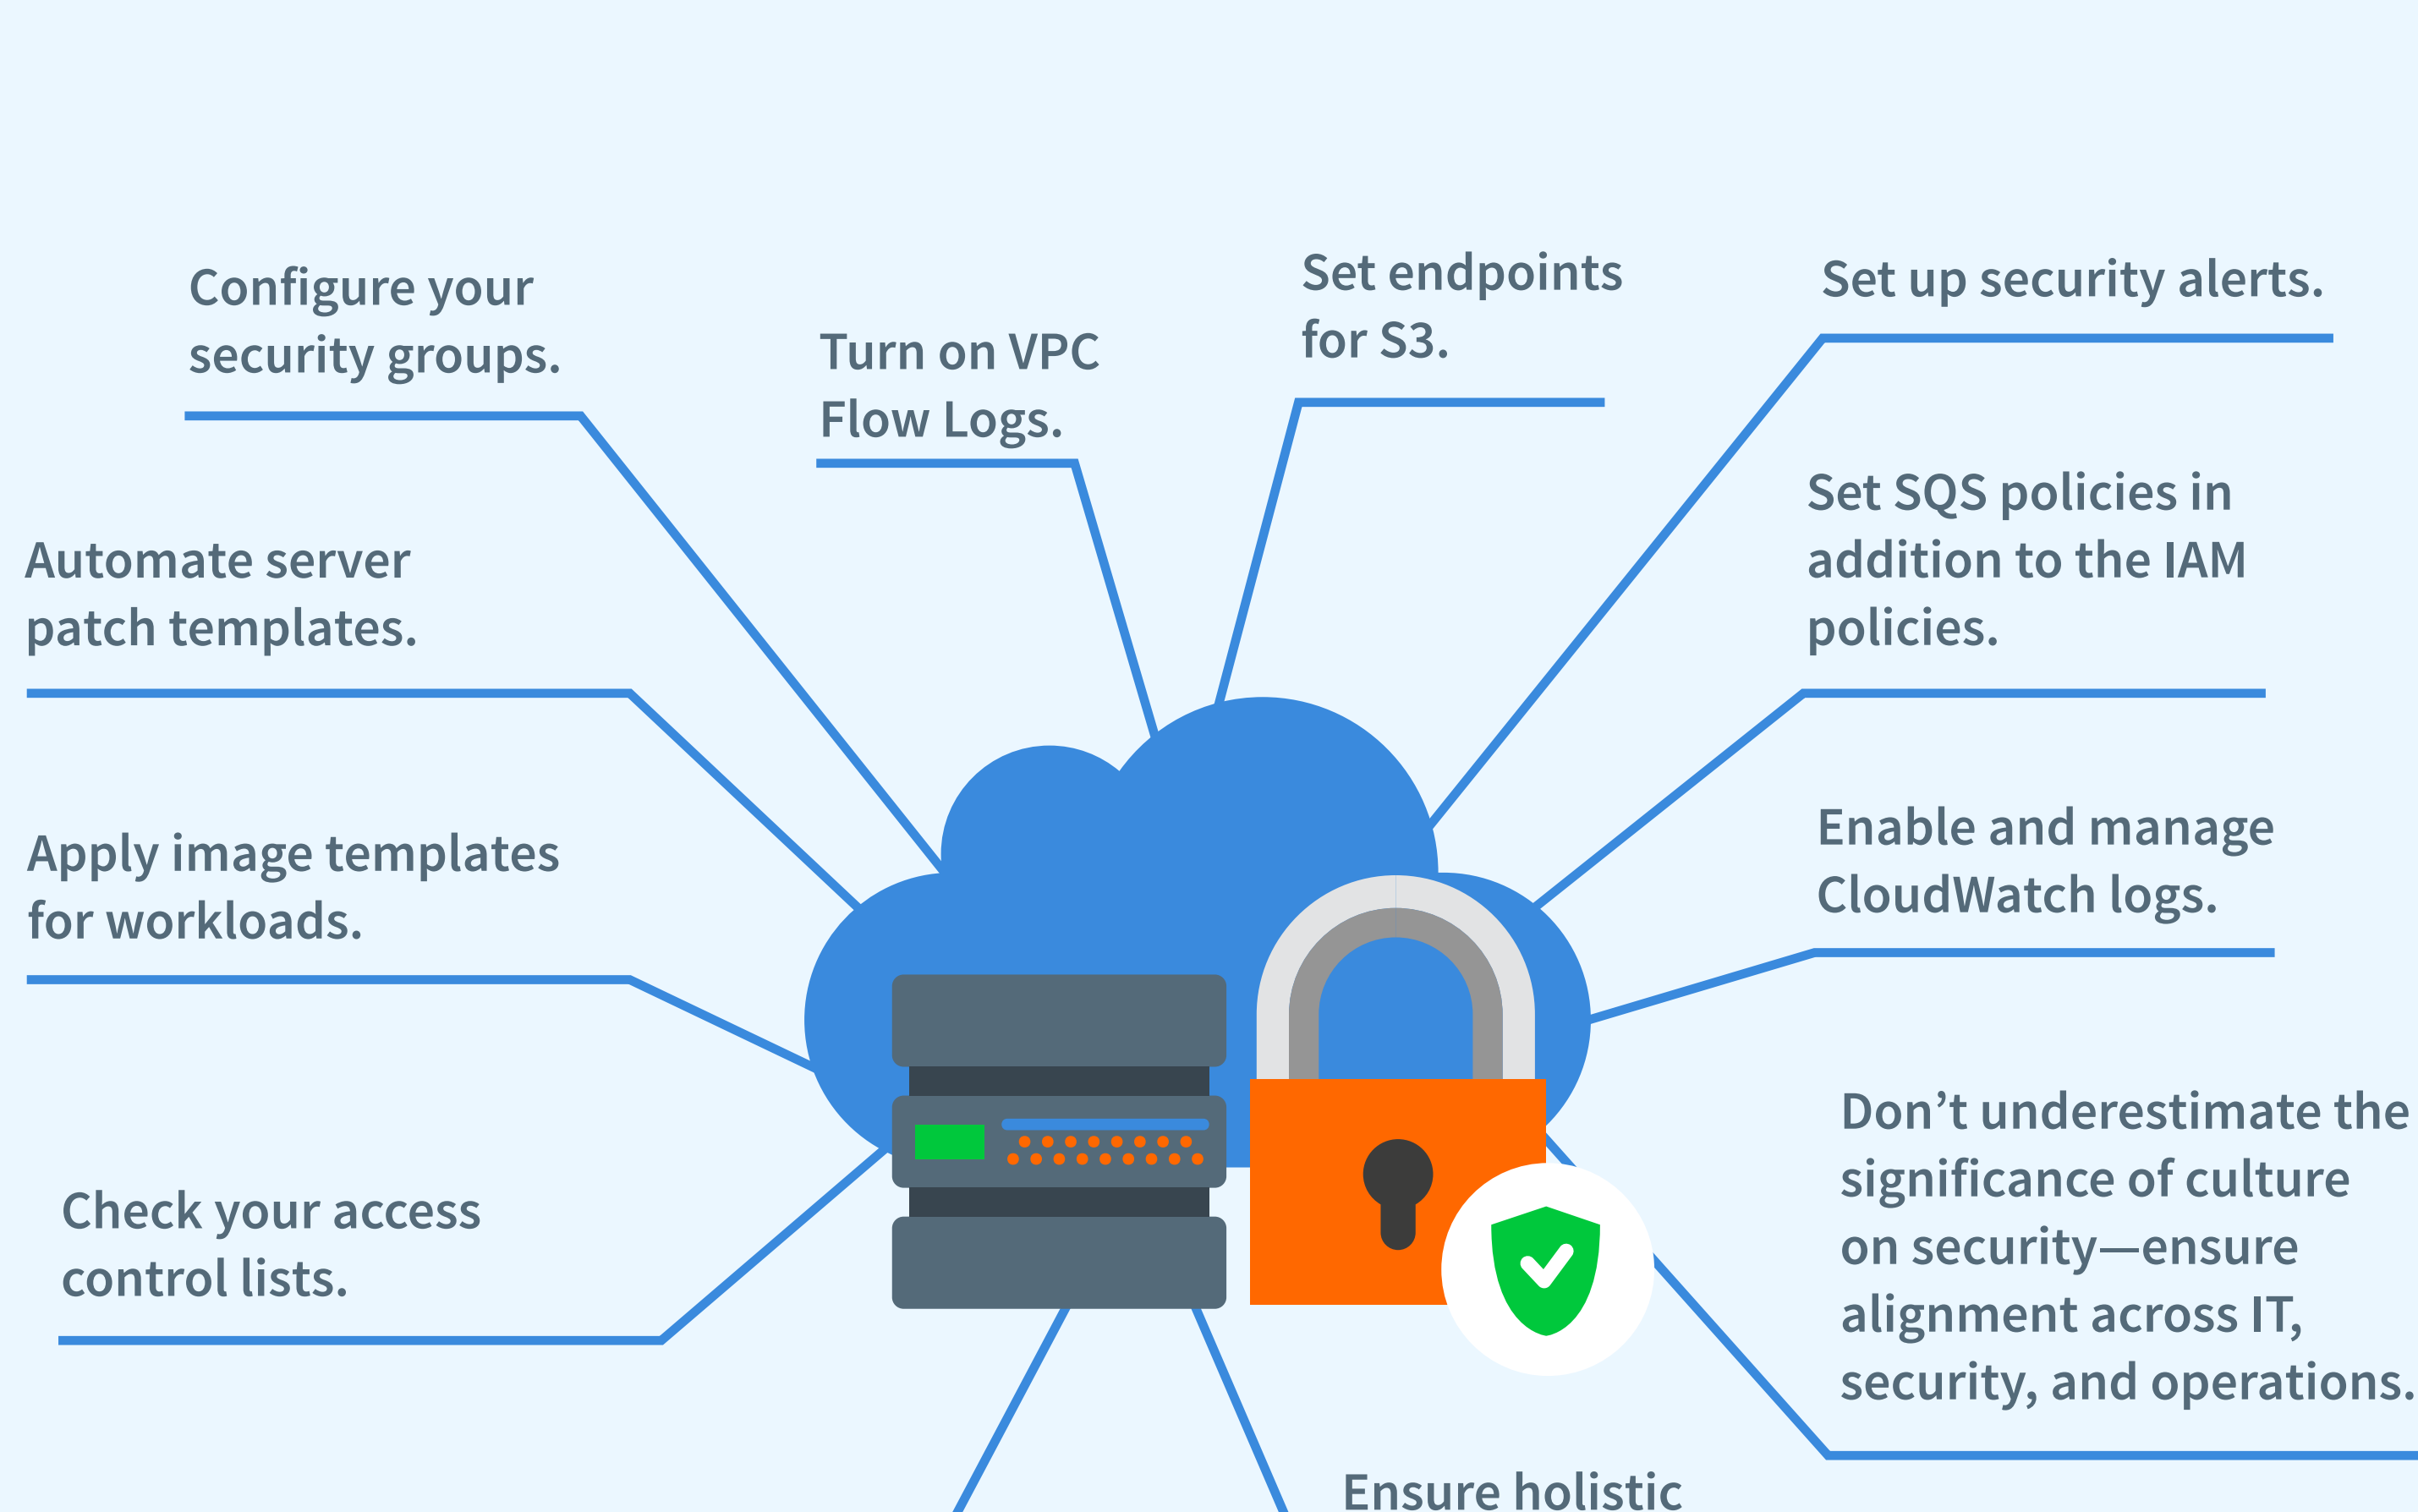 Configure your
security groups.
Turn on VPC
Flow Logs.
Set endpoints
for S3.
Set up security alerts.
Automate server
patch templates.
Set SQS policies in
addition to the IAM
policies.
Apply image templates
for workloads.
Enable and manage
CloudWatch logs.
Check your access
control lists.
Don’t underestimate the
significance of culture
on security—ensure
alignment across IT,
security, and operations.
Ensure holistic